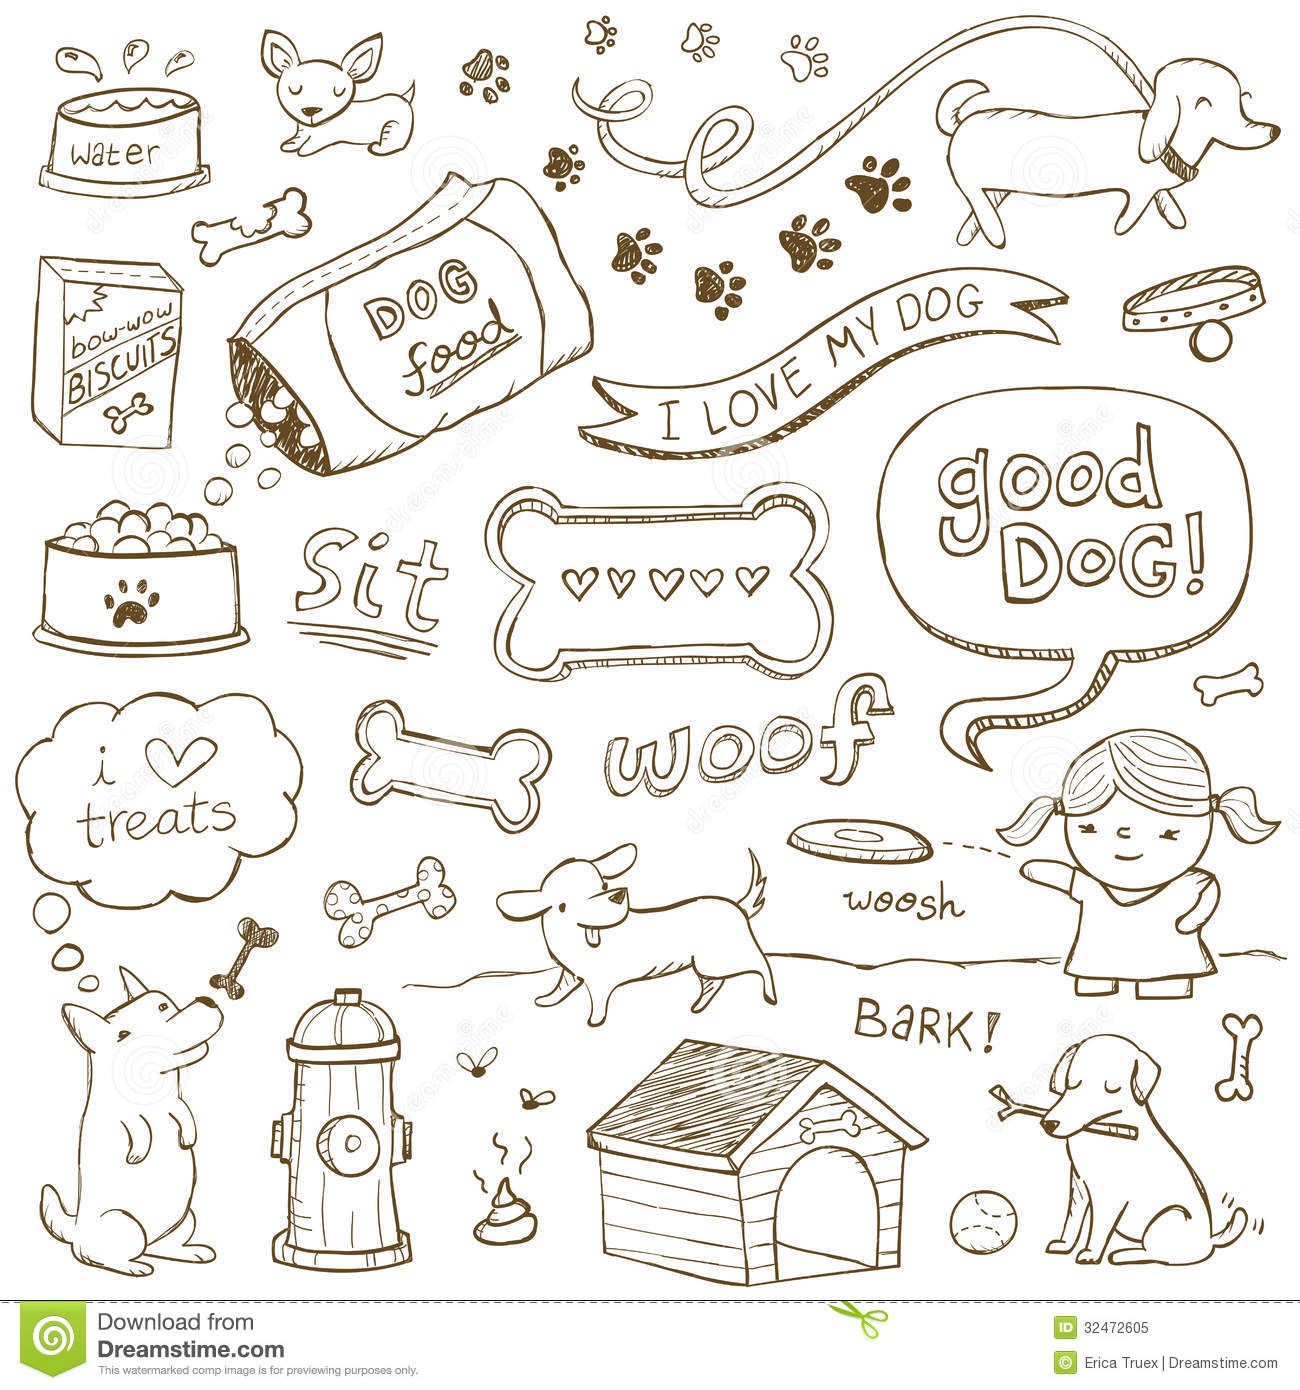 water
bow-wow
BISCUITS
DOG
food
I LOVE MY DOG
good
DOG!
sit
i
treats
woof
woosh
BARK!
Download from
Dreamstime.com
This watermarked comp image is for previewing purposes only.
ID 32472605
© Erica Truex | Dreamstime.com